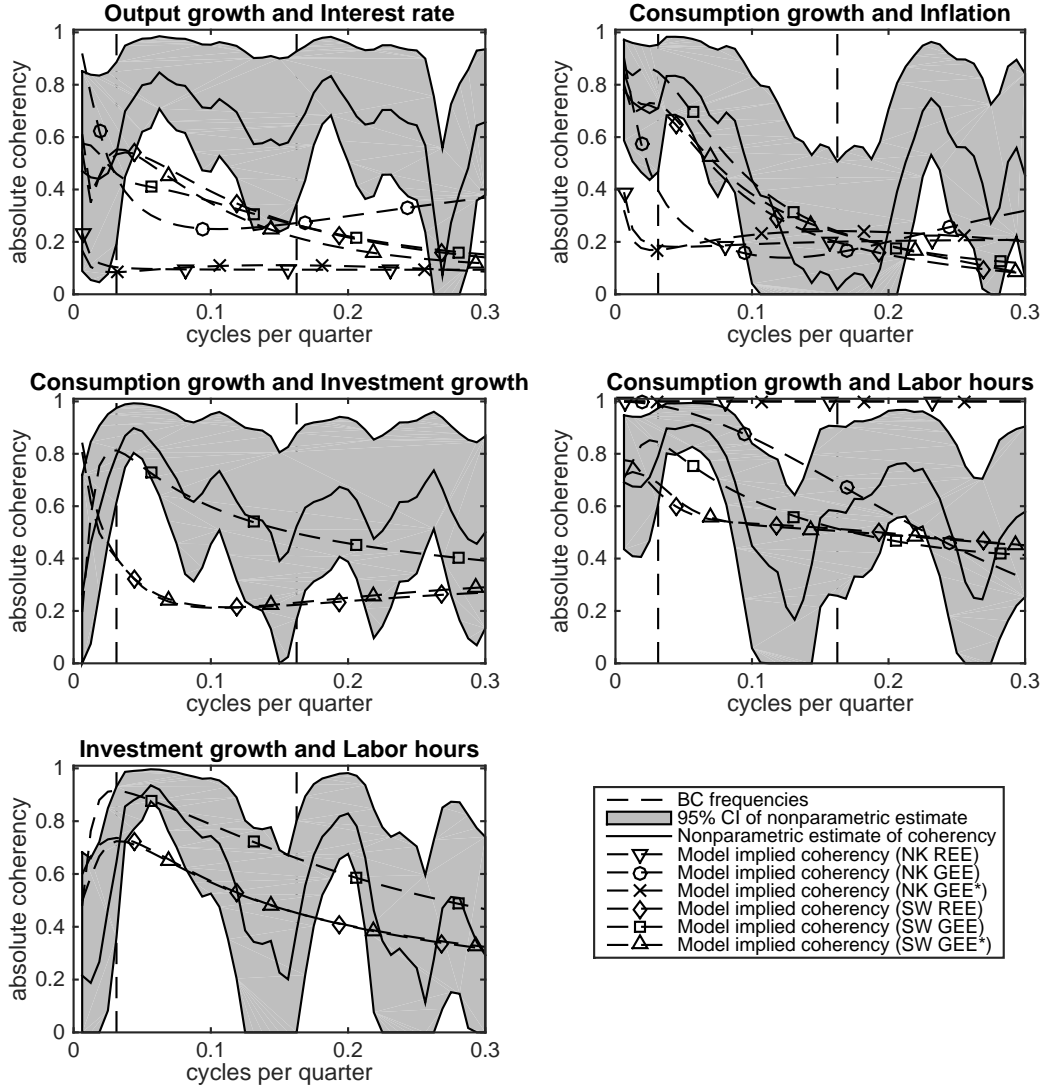 Output growth and Interest rate
absolute coherency
1
0.8
0.6
0.4
0.2
0
0
0.1
0.2
0.3
cycles per quarter
Consumption growth and Inflation
absolute coherency
1
0.8
0.6
0.4
0.2
0
0
0.1
0.2
0.3
cycles per quarter
Consumption growth and Investment growth
absolute coherency
1
0.8
0.6
0.4
0.2
0
0
0.1
0.2
0.3
cycles per quarter
Consumption growth and Labor hours
absolute coherency
1
0.8
0.6
0.4
0.2
0
0
0.1
0.2
0.3
cycles per quarter
Investment growth and Labor hours
absolute coherency
1
0.8
0.6
0.4
0.2
0
0
0.1
0.2
0.3
cycles per quarter
BC frequencies
95% CI of nonparametric estimate
Nonparametric estimate of coherency
Model implied coherency (NK REE)
Model implied coherency (NK GEE)
Model implied coherency (NK GEE*)
Model implied coherency (SW REE)
Model implied coherency (SW GEE)
Model implied coherency (SW GEE*)